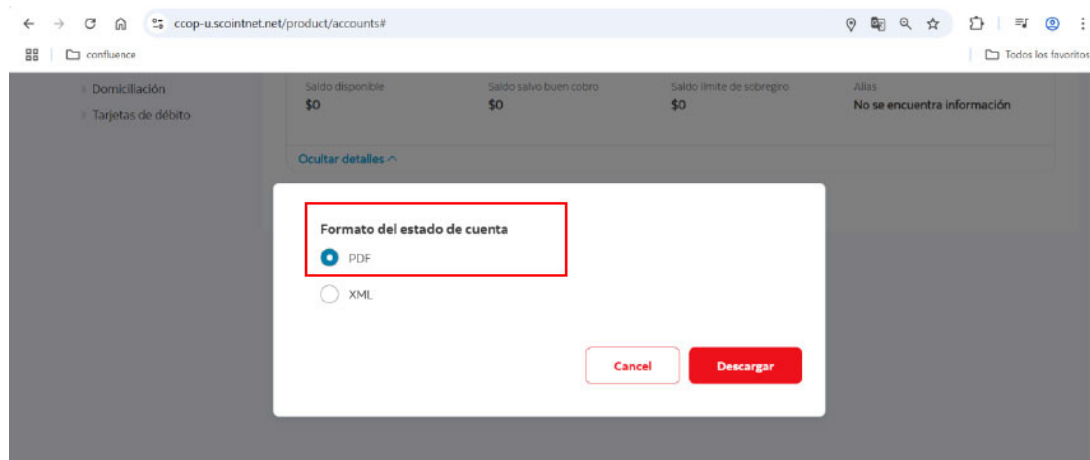 ccop-u.scointnet.net/product/accounts#
confluence
Todos los favoritos
Domiciliación
Tarjetas de débito
Saldo disponible
$0
Saldo salvo buen cobro
$0
Saldo límite de sobregiro
$0
Alias
No se encuentra información
Ocultar detalles
Formato del estado de cuenta
PDF
XML
Cancel
Descargar